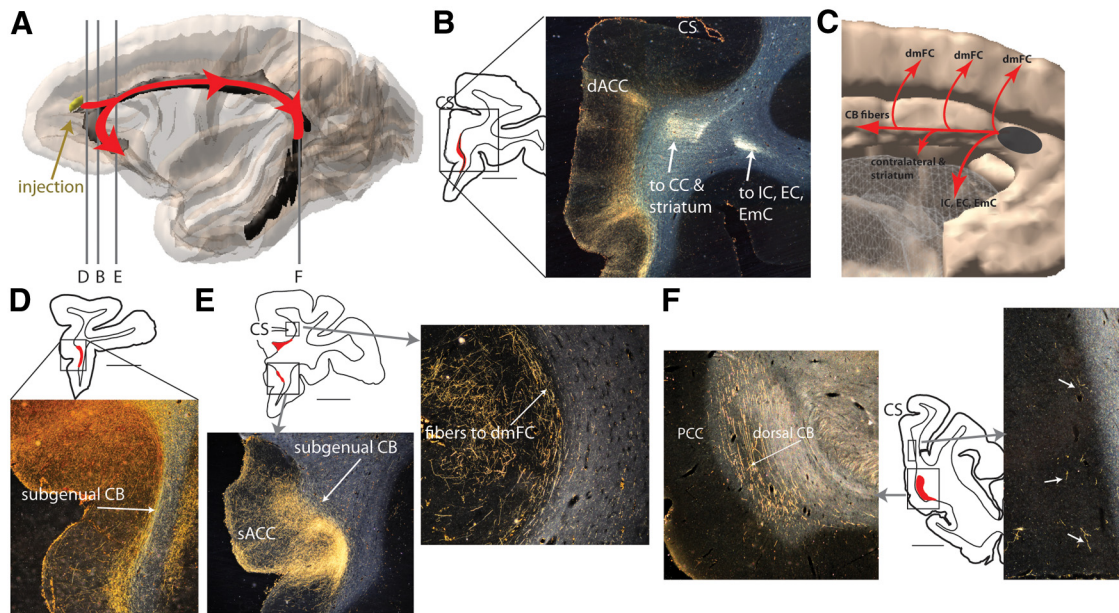 A
injection
D B E
F
B
CS
CS
dACC
to CC &
striatum
to IC, EC,
EmC
C
dmFC
dmFC
dmFC
CB fibers
contralateral &
striatum
IC, EC, EmC
D
subgenual CB
E
CS
subgenual CB
sACC
fibers to dmFC
F
PCC
dorsal CB
CS